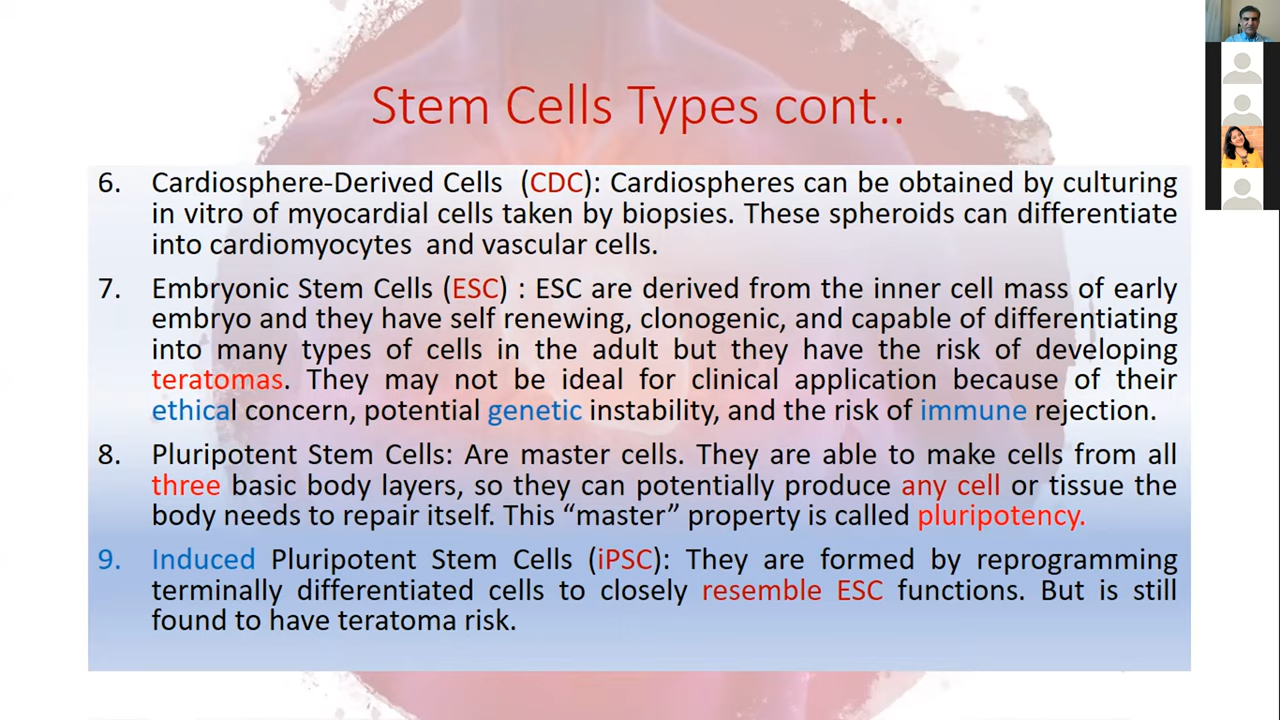 Stem Cells Types cont..
6. Cardiosphere-Derived Cells (CDC): Cardiospheres can be obtained by culturing
in vitro of myocardial cells taken by biopsies. These spheroids can differentiate
into cardiomyocytes and vascular cells.
7. Embryonic Stem Cells (ESC) : ESC are derived from the inner cell mass of early
embryo and they have self renewing, clonogenic, and capable of differentiating
into many types of cells in the adult but they have the risk of developing
teratomas. They may not be ideal for clinical application because of their
ethical concern, potential genetic instability, and the risk of immune rejection.
8. Pluripotent Stem Cells: Are master cells. They are able to make cells from all
three basic body layers, so they can potentially produce any cell or tissue the
body needs to repair itself. This “master” property is called pluripotency.
9. Induced Pluripotent Stem Cells (iPSC): They are formed by reprogramming
terminally differentiated cells to closely resemble ESC functions. But is still
found to have teratoma risk.